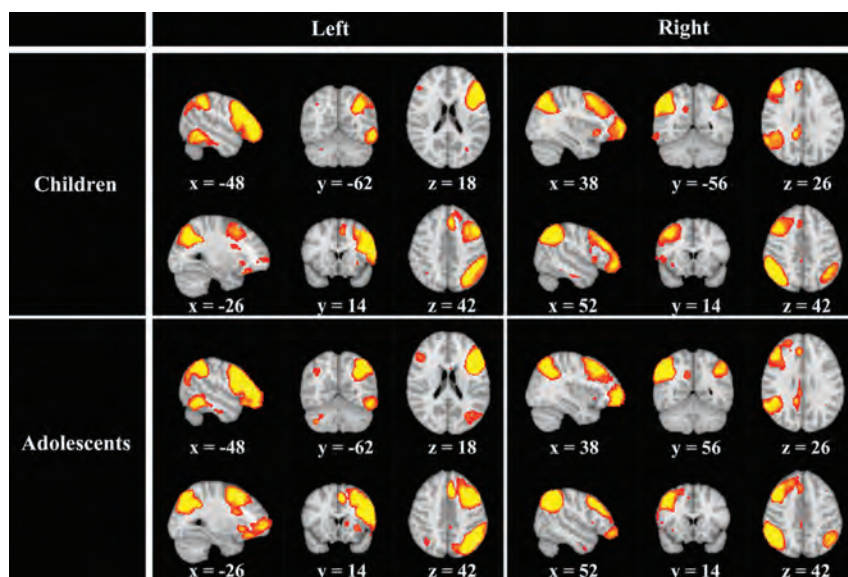 Left Right
Children
x = -48 y = -62 z = 18 x = 38 y = -56 z = 26
x = -26 y = 14 z = 42 x = 52 y = 14 z = 42
Adolescents
x = -48 y = -62 z = 18 x = 38 y = 56 z = 26
x = -26 y = 14 z = 42 x = 52 y = 14 z = 42